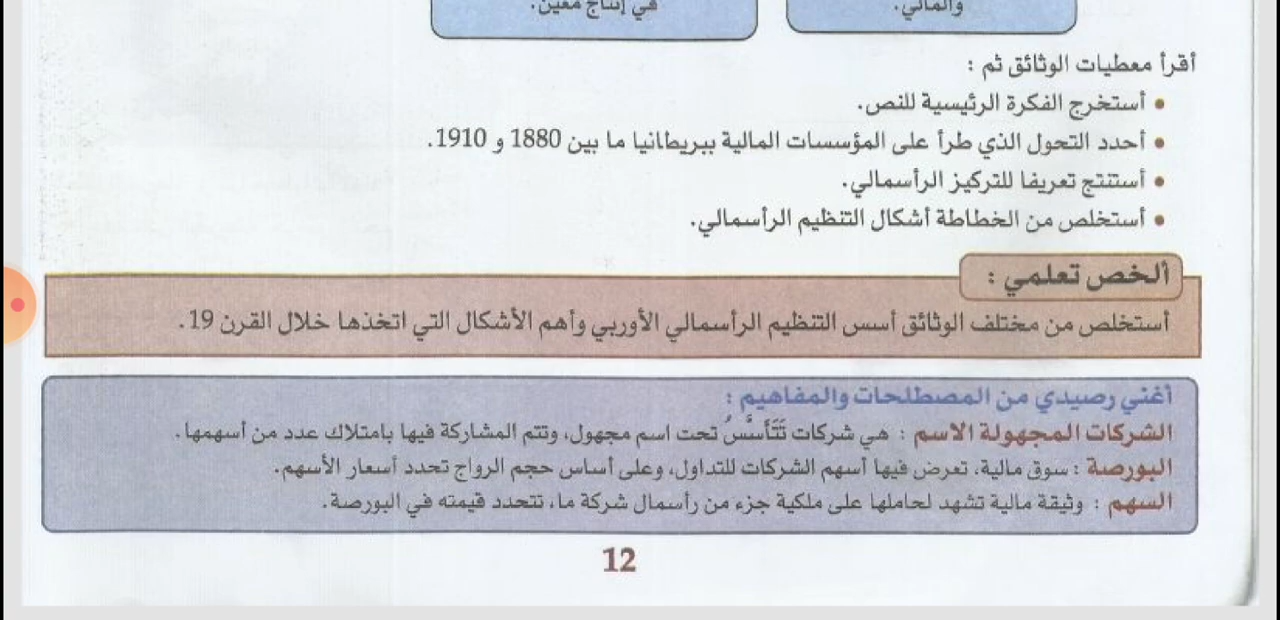 والمالي.
في إنتاج معين.
أقرأ معطيات الوثائق ثم :
• أستخرج الفكرة الرئيسية للنص.
• أحدد التحول الذي طرأ على المؤسسات المالية ببريطانيا ما بين 1880 و 1910.
• أستنتج تعريفا للتركيز الرأسمالي.
• أستخلص من الخطاطة أشكال التنظيم الرأسمالي.
ألخص تعلمي :
أستخلص من مختلف الوثائق أسس التنظيم الرأسمالي الأوربي وأهم الأشكال التي اتخذها خلال القرن 19.
أغني رصيدي من المصطلحات والمفاهيم :
الشركات المجهولة الاسم : هي شركات تَتَأسَّسُ تحت اسم مجهول، وتتم المشاركة فيها بامتلاك عدد من أسهمها.
البورصة : سوق مالية، تعرض فيها أسهم الشركات للتداول، وعلى أساس حجم الرواج تحدد أسعار الأسهم.
السهم : وثيقة مالية تشهد لحاملها على ملكية جزء من رأسمال شركة ما، تتحدد قيمته في البورصة.
12